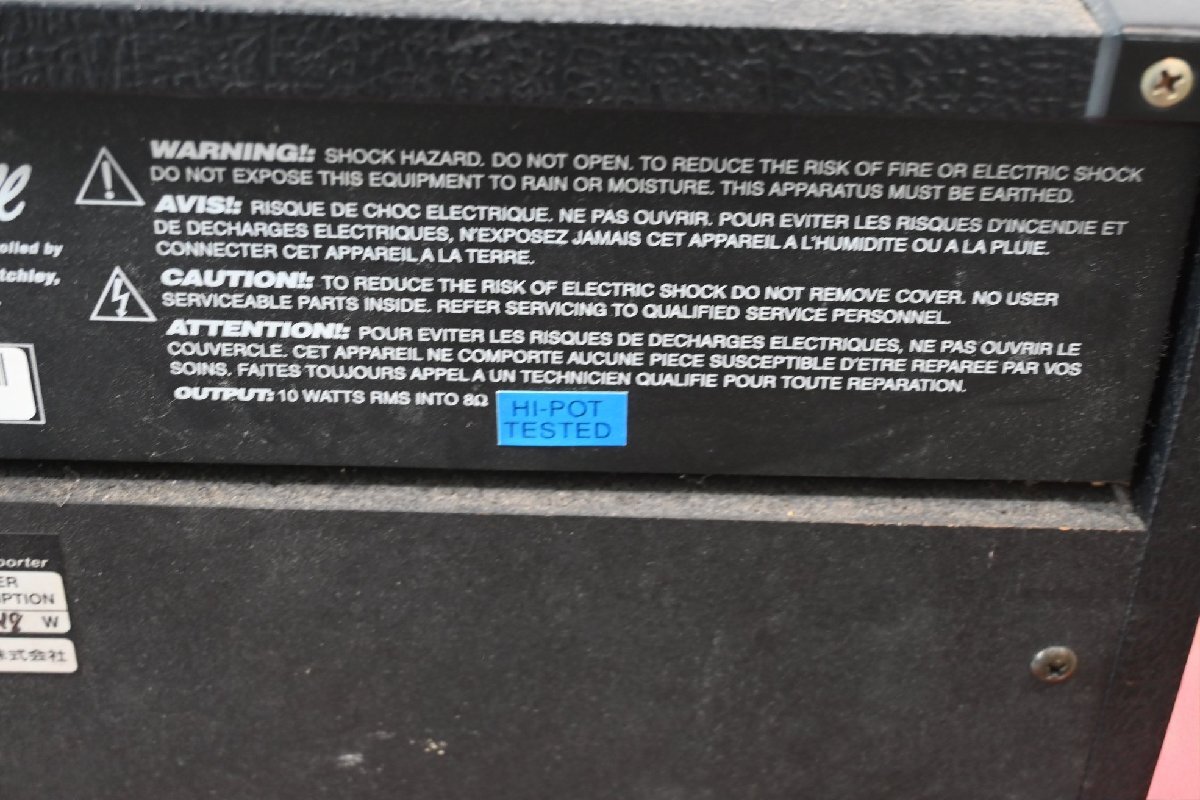 WARNING!: SHOCK HAZARD. DO NOT OPEN. TO REDUCE THE RISK OF FIRE OR ELECTRIC SHOCK
DO NOT EXPOSE THIS EQUIPMENT TO RAIN OR MOISTURE. THIS APPARATUS MUST BE EARTHED.
AVIS!: RISQUE DE CHOC ELECTRIQUE. NE PAS OUVRIR. POUR EVITER LES RISQUES D'INCENDIE ET
DE DECHARGES ELECTRIQUES, N'EXPOSEZ JAMAIS CET APPAREIL A L'HUMIDITE OU A LA PLUIE.
CONNECTER CET APPAREIL A LA TERRE.
CAUTION!: TO REDUCE THE RISK OF ELECTRIC SHOCK DO NOT REMOVE COVER. NO USER
SERVICEABLE PARTS INSIDE. REFER SERVICING TO QUALIFIED SERVICE PERSONNEL.
ATTENTION!: POUR EVITER LES RISQUES DE DECHARGES ELECTRIQUES, NE PAS OUVRIR LE
COUVERCLE. CET APPAREIL NE COMPORTE AUCUNE PIECE SUSCEPTIBLE D'ETRE REPAREE PAR VOS
SOINS. FAITES TOUJOURS APPEL A UN TECHNICIEN QUALIFIE POUR TOUTE REPARATION.
OUTPUT: 10 WATTS RMS INTO 8Ω
HI-POT
TESTED
olled by
tchley,
porter
ER
PTION
W
式会社